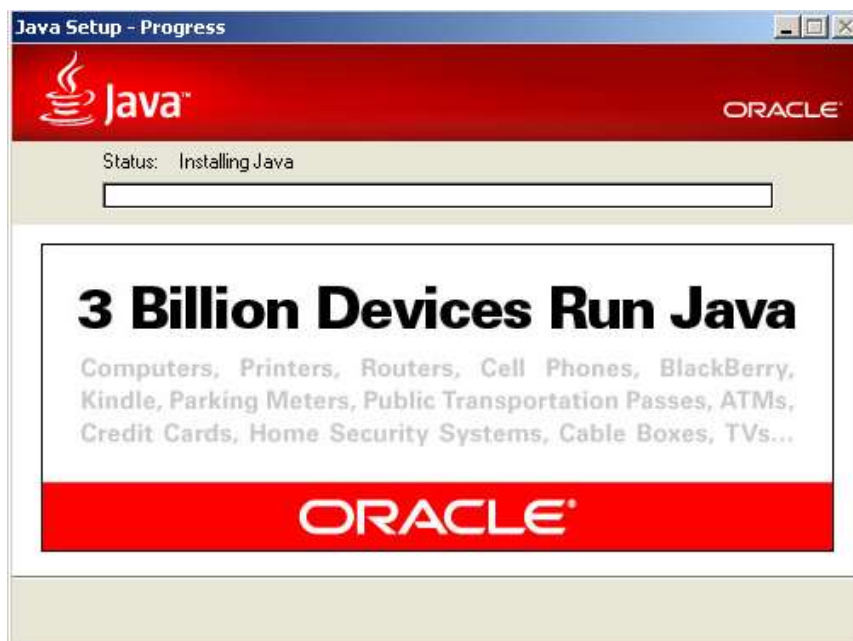 Java Setup - Progress
Java™
ORACLE®
Status: Installing Java
3 Billion Devices Run Java
Computers, Printers, Routers, Cell Phones, BlackBerry,
Kindle, Parking Meters, Public Transportation Passes, ATMs,
Credit Cards, Home Security Systems, Cable Boxes, TVs...
ORACLE®